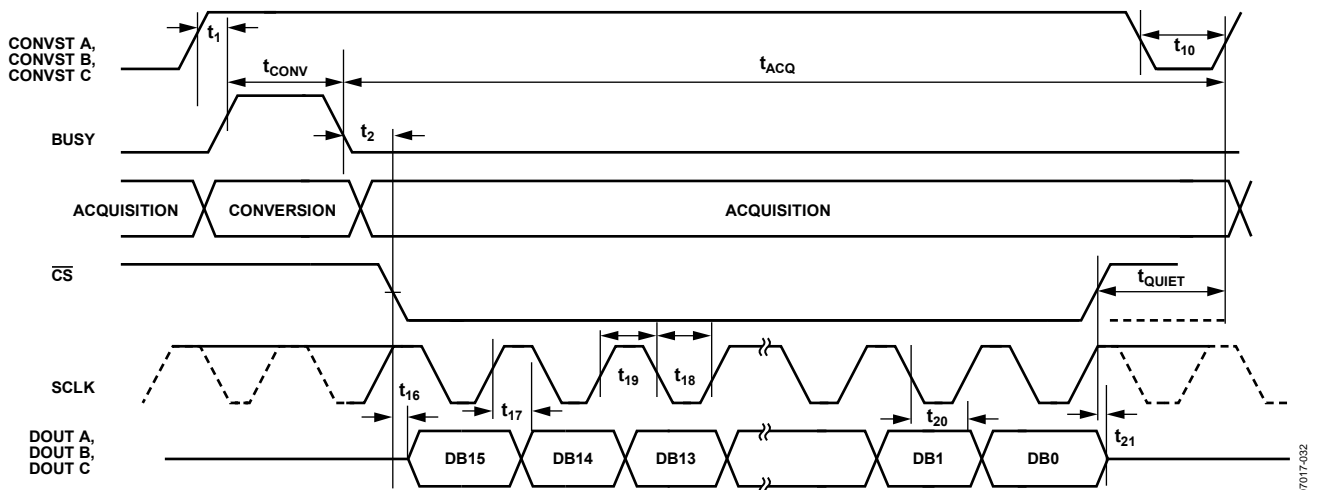 CONVST A,
CONVST B,
CONVST C
t1
tCONV
tACQ
t10
BUSY
t2
ACQUISITION
CONVERSION
ACQUISITION
CS
tQUIET
SCLK
t16
t17
t19
t18
t20
t21
DOUT A,
DOUT B,
DOUT C
DB15
DB14
DB13
DB1
DB0
07017-032